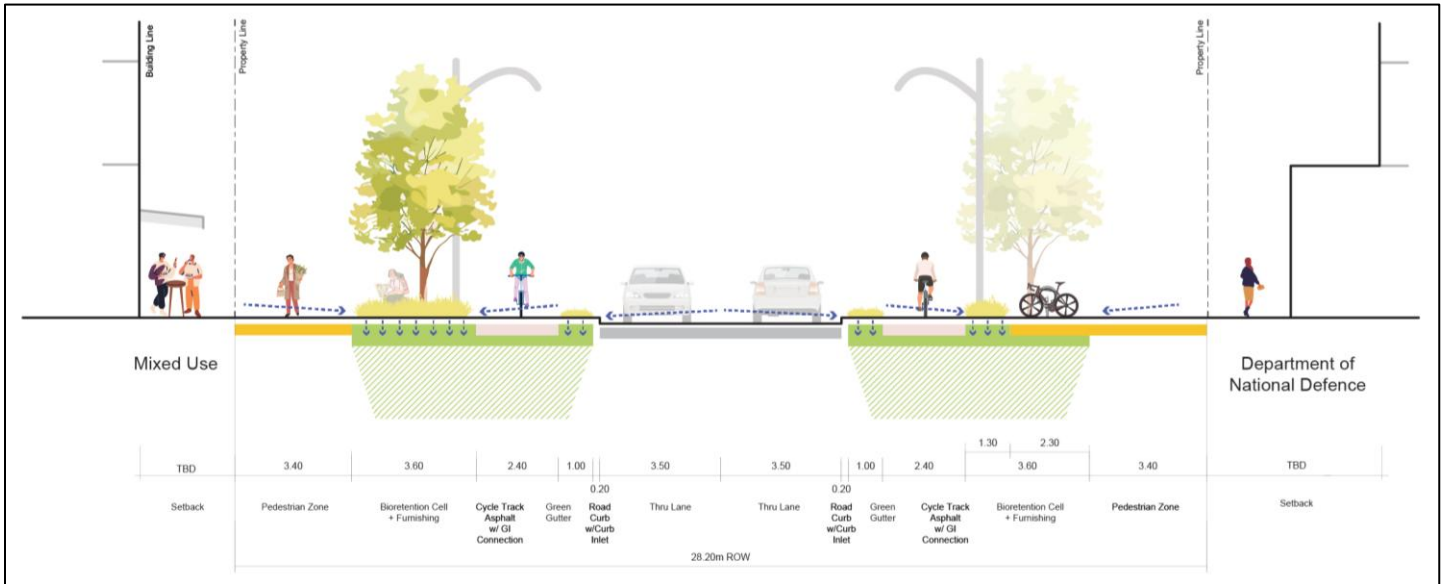 Building Line
Property Line
Property Line
Mixed Use
Department of
National Defence
1.30
2.30
TBD
3.40
3.60
2.40
1.00
3.50
3.50
1.00
2.40
3.60
3.40
TBD
0.20
0.20
Setback
Pedestrian Zone
Bioretention Cell
+ Furnishing
Cycle Track
Asphalt
w/ GI
Connection
Green
Gutter
Road
Curb
w/Curb
Inlet
Thru Lane
Thru Lane
Road
Curb
w/Curb
Inlet
Green
Gutter
Cycle Track
Asphalt
w/ GI
Connection
Bioretention Cell
+ Furnishing
Pedestrian Zone
Setback
28.20m ROW